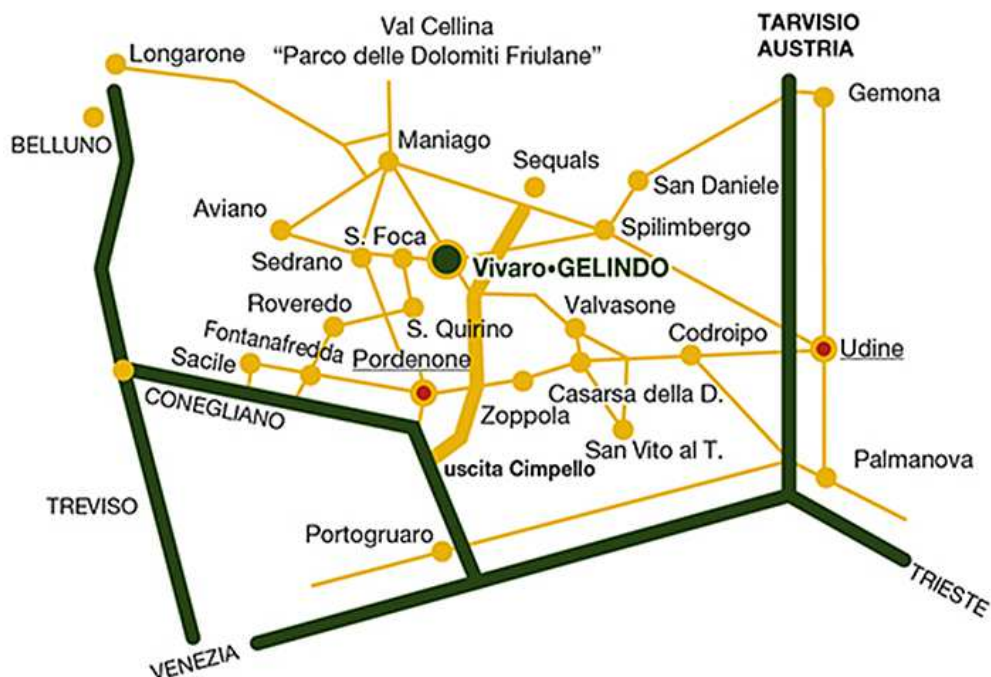 Val Cellina
“Parco delle Dolomiti Friulane”
TARVISIO
AUSTRIA
Longarone
Gemona
BELLUNO
Maniago
Sequals
San Daniele
Aviano
S. Foca
Spilimbergo
Sedrano
Vivaro•GELINDO
Roveredo
S. Quirino
Valvasone
Fontanafredda
Codroipo
Udine
Sacile
Pordenone
CONEGLIANO
Zoppola
Casarsa della D.
San Vito al T.
uscita Cimpello
Palmanova
TREVISO
Portogruaro
TRIESTE
VENEZIA